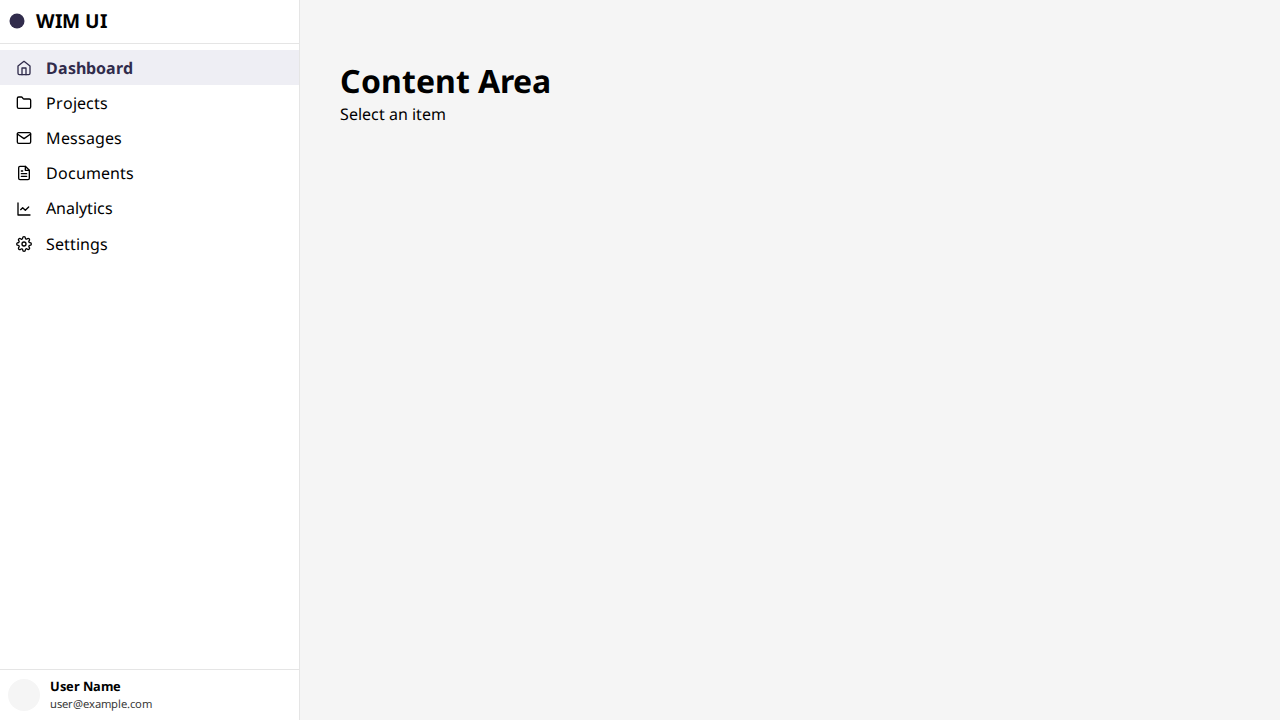 WIM UI
Dashboard
Projects
Messages
Documents
Analytics
Settings
User Name
user@example.com
Content Area
Select an item